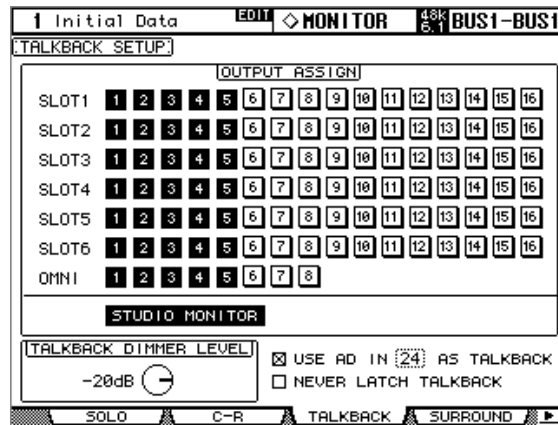 1 Initial Data EDIT ◇MONITOR 48K 6.1 BUS1-BUS1
TALKBACK SETUP
OUTPUT ASSIGN
SLOT1 1 2 3 4 5 6 7 8 9 10 11 12 13 14 15 16
SLOT2 1 2 3 4 5 6 7 8 9 10 11 12 13 14 15 16
SLOT3 1 2 3 4 5 6 7 8 9 10 11 12 13 14 15 16
SLOT4 1 2 3 4 5 6 7 8 9 10 11 12 13 14 15 16
SLOT5 1 2 3 4 5 6 7 8 9 10 11 12 13 14 15 16
SLOT6 1 2 3 4 5 6 7 8 9 10 11 12 13 14 15 16
OMNI 1 2 3 4 5 6 7 8
STUDIO MONITOR
TALKBACK DIMMER LEVEL
-20dB
USE AD IN 24 AS TALKBACK
NEVER LATCH TALKBACK
SOLO C-R TALKBACK SURROUND